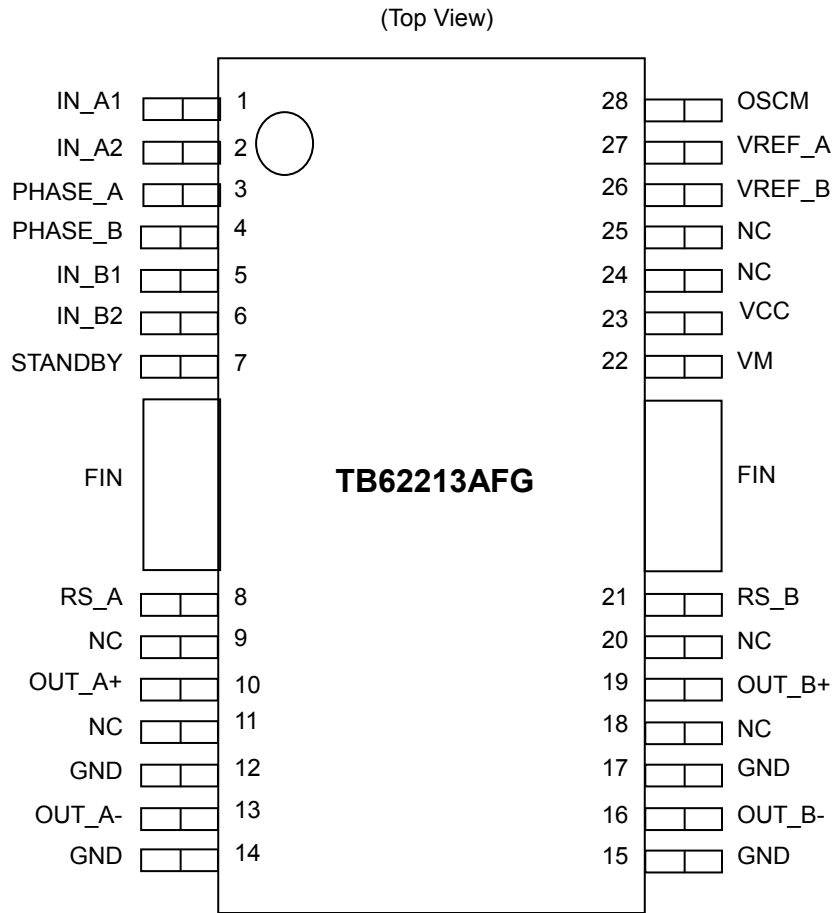 (Top View)
IN_A1 1 28 OSCM
IN_A2 2 27 VREF_A
PHASE_A 3 26 VREF_B
PHASE_B 4 25 NC
IN_B1 5 24 NC
IN_B2 6 23 VCC
STANDBY 7 22 VM
FIN TB62213AFG FIN
RS_A 8 21 RS_B
NC 9 20 NC
OUT_A+ 10 19 OUT_B+
NC 11 18 NC
GND 12 17 GND
OUT_A- 13 16 OUT_B-
GND 14 15 GND